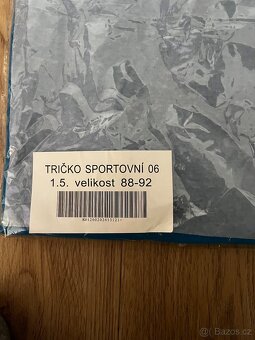 TRIČKO SPORTOVNÍ 06
1.5. velikost 88-92
Bazos.cz